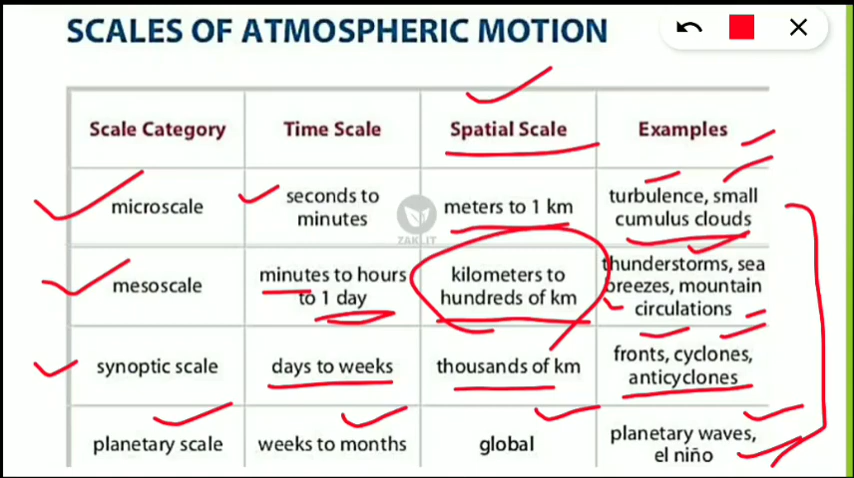 SCALES OF ATMOSPHERIC MOTION
Scale Category Time Scale Spatial Scale Examples
microscale
seconds to
minutes
meters to 1 km
turbulence, small
cumulus clouds
mesoscale
minutes to hours
to 1 day
kilometers to
hundreds of km
thunderstorms, sea
breezes, mountain
circulations
synoptic scale
days to weeks
thousands of km
fronts, cyclones,
anticyclones
planetary scale
weeks to months
global
planetary waves,
el niño
ZAKIT